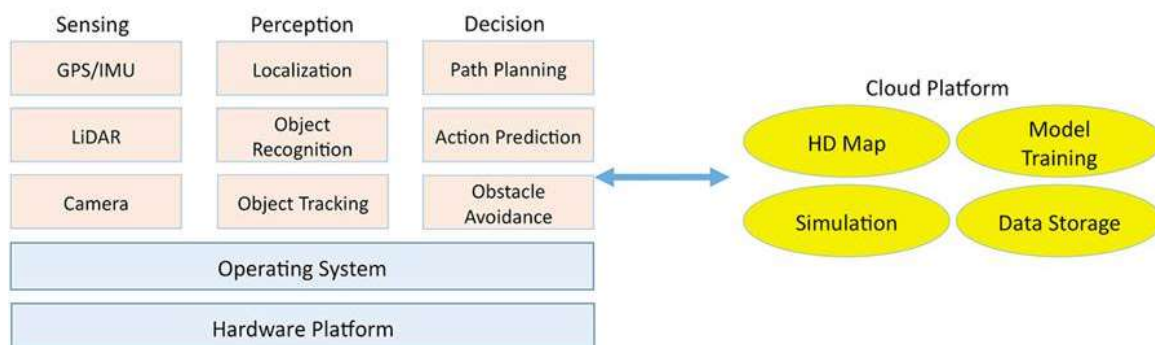 Sensing
GPS/IMU
LiDAR
Camera
Perception
Localization
Object
Recognition
Object Tracking
Decision
Path Planning
Action Prediction
Obstacle
Avoidance
Operating System
Hardware Platform
Cloud Platform
HD Map
Model
Training
Simulation
Data Storage